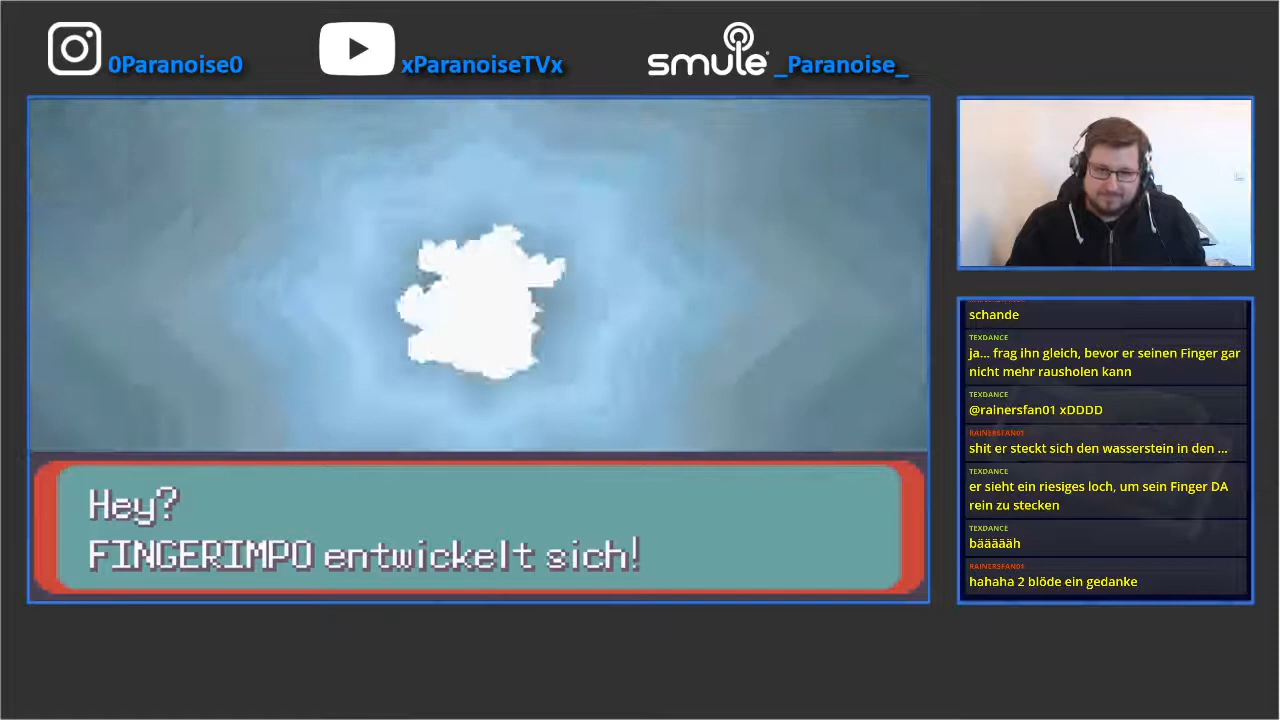 0Paranoise0
xParanoiseTVx
smule
_Paranoise_
schande
TEXDANCE
ja... frag ihn gleich, bevor er seinen Finger gar
nicht mehr rausholen kann
TEXDANCE
@rainersfan01 xDDDD
RAINERSFAN01
shit er steckt sich den wasserstein in den ...
TEXDANCE
er sieht ein riesiges loch, um sein Finger DA
rein zu stecken
TEXDANCE
bäääääh
RAINERSFAN01
hahaha 2 blöde ein gedanke
Hey?
FINGERIMPO entwickelt sich!